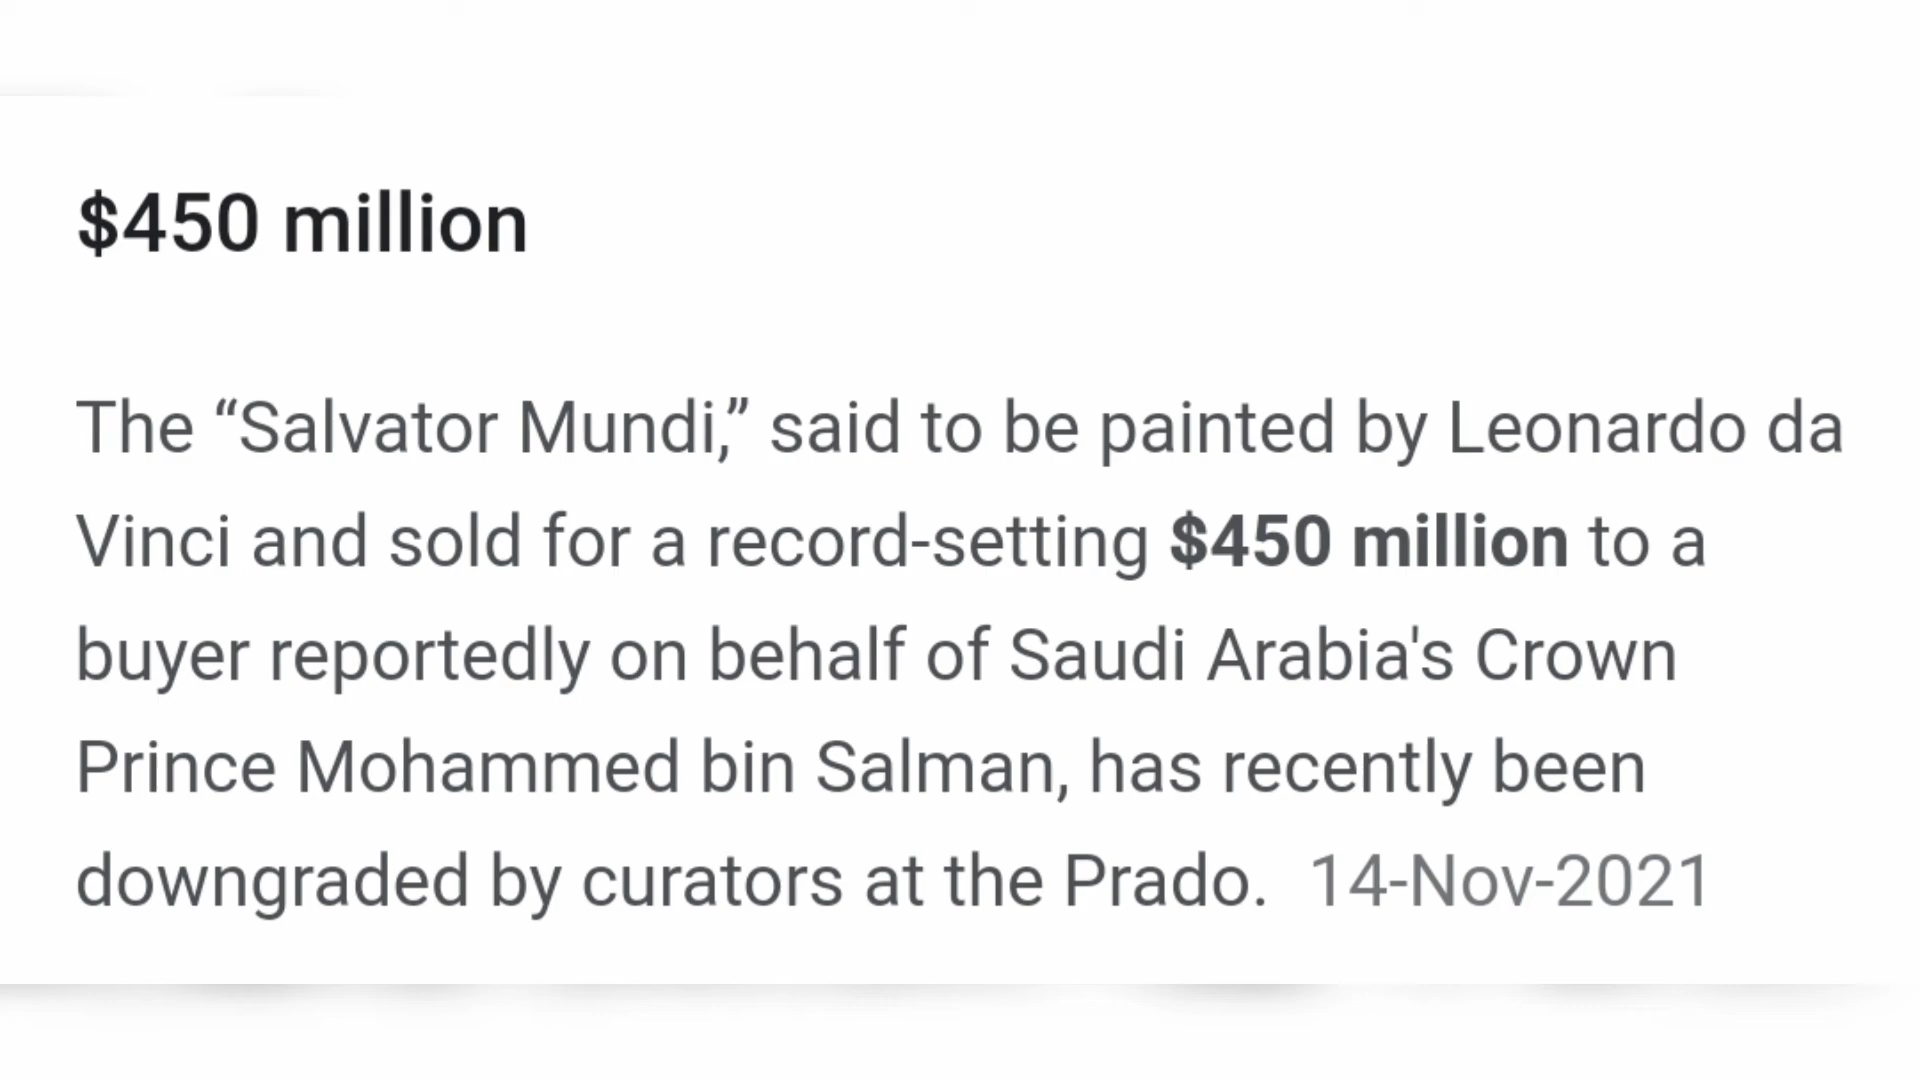 $450 million
The “Salvator Mundi,” said to be painted by Leonardo da
Vinci and sold for a record-setting $450 million to a
buyer reportedly on behalf of Saudi Arabia's Crown
Prince Mohammed bin Salman, has recently been
downgraded by curators at the Prado. 14-Nov-2021